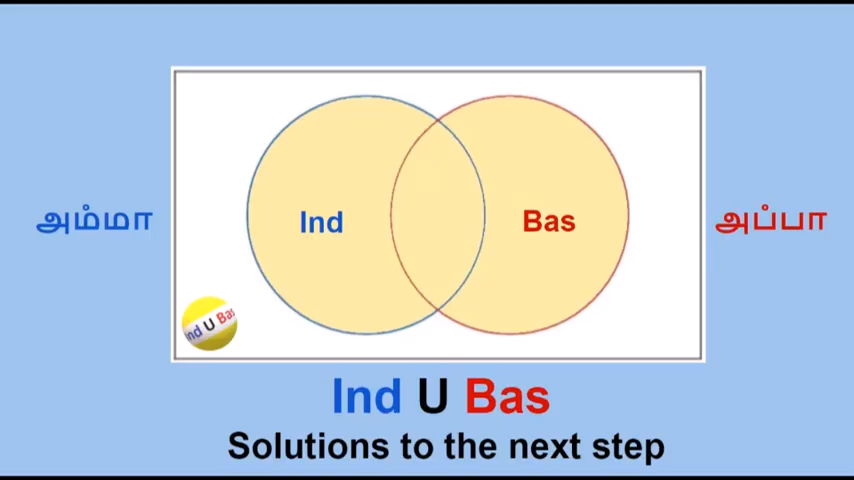 அம்மா
Ind
Bas
அப்பா
Ind U Bas
Ind U Bas
Solutions to the next step